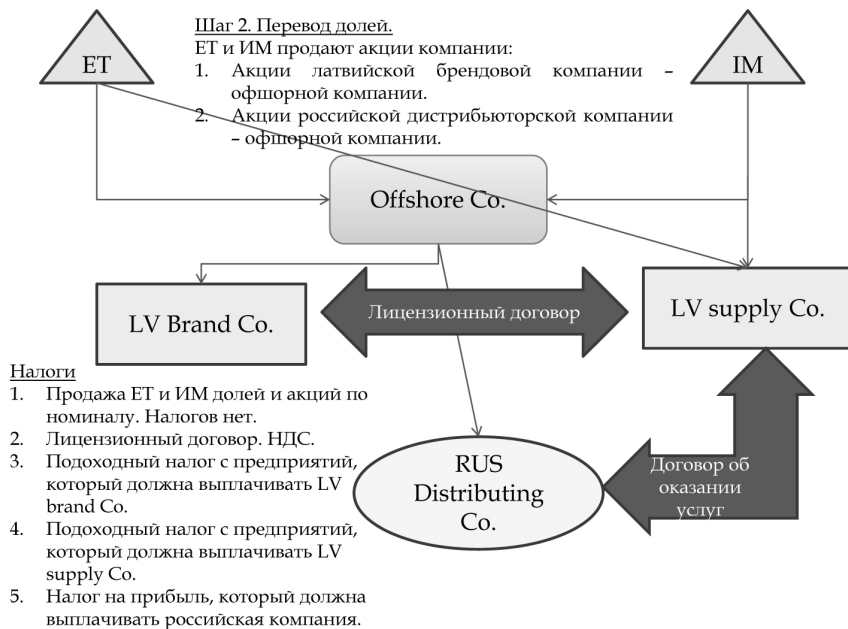 Шаг 2. Перевод долей.
ЕТ и ИМ продают акции компании:
1. Акции латвийской брендовой компании –
офшорной компании.
2. Акции российской дистрибьюторской компании
– офшорной компании.
ET
IM
Offshore Co.
LV Brand Co.
Лицензионный договор
LV supply Co.
Налоги
1. Продажа ЕТ и ИМ долей и акций по
номиналу. Налогов нет.
2. Лицензионный договор. НДС.
3. Подоходный налог с предприятий,
который должна выплачивать LV
brand Co.
4. Подоходный налог с предприятий,
который должна выплачивать LV
supply Co.
5. Налог на прибыль, который должна
выплачивать российская компания.
RUS
Distributing
Co.
Договор об
оказании
услуг